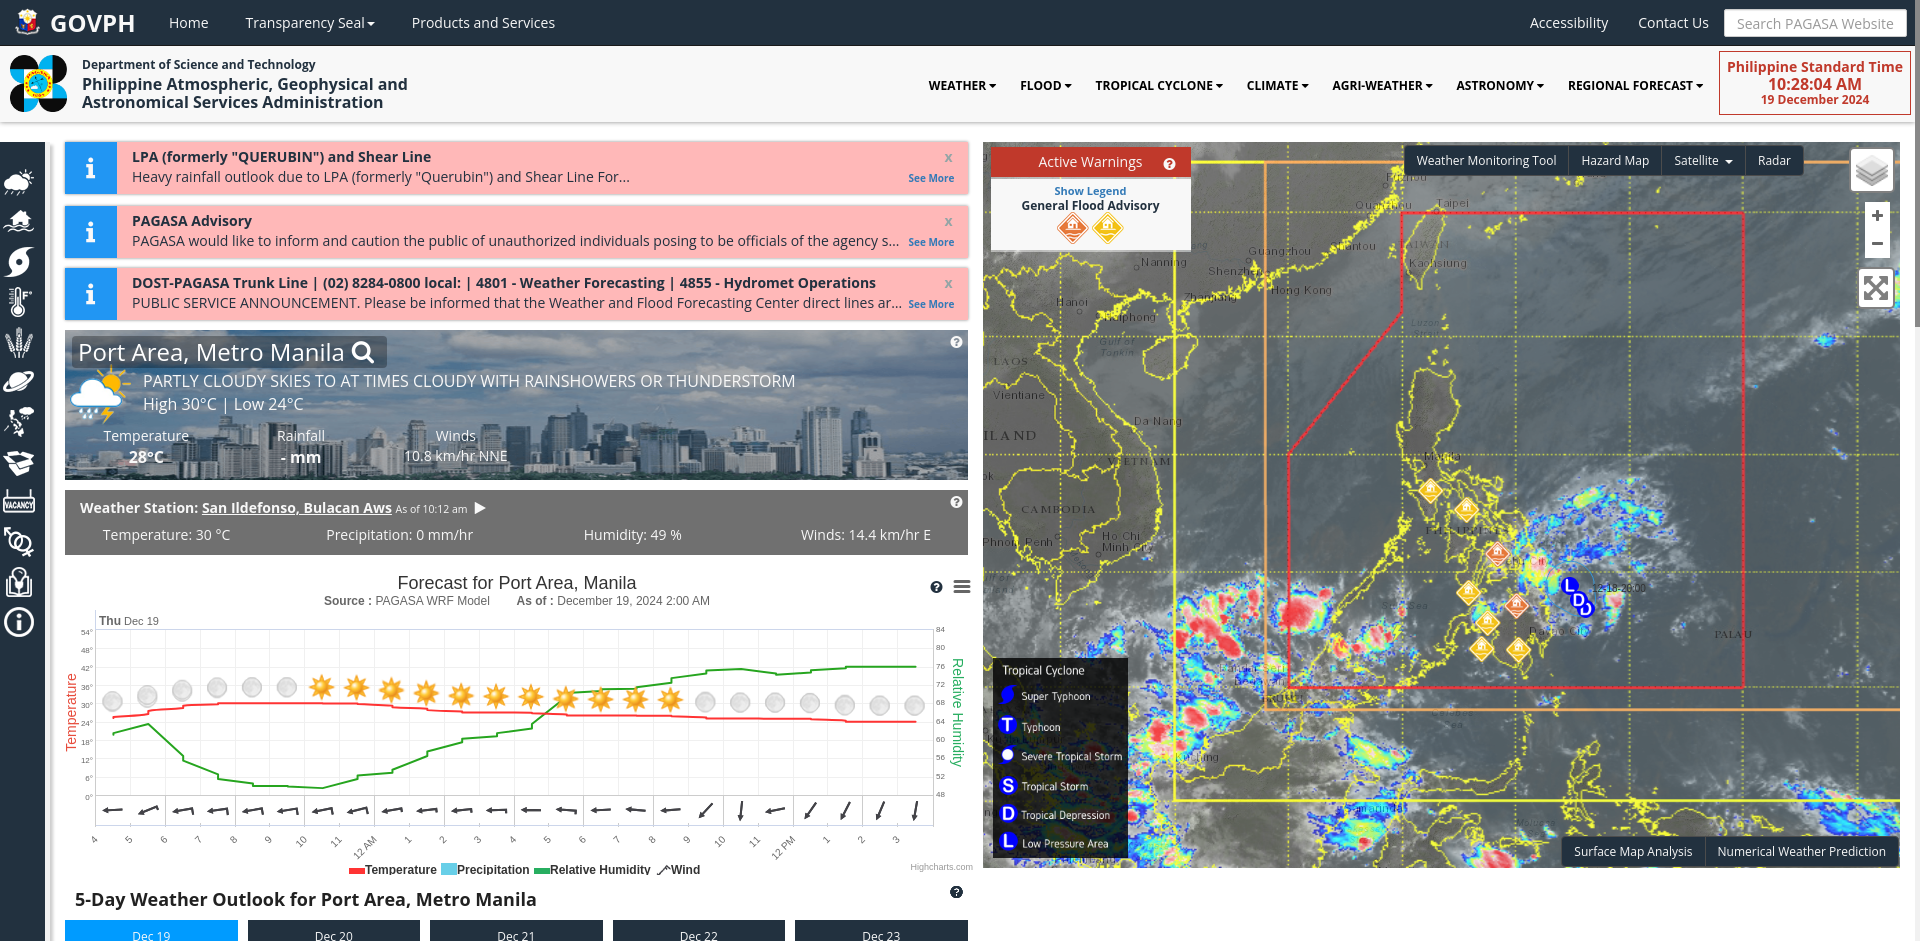 GOVPH
Home
Transparency Seal
Products and Services
Accessibility
Contact Us
Search PAGASA Website
Department of Science and Technology
Philippine Atmospheric, Geophysical and
Astronomical Services Administration
WEATHER
FLOOD
TROPICAL CYCLONE
CLIMATE
AGRI-WEATHER
ASTRONOMY
REGIONAL FORECAST
Philippine Standard Time
10:28:04 AM
19 December 2024
LPA (formerly "QUERUBIN") and Shear Line
x
Heavy rainfall outlook due to LPA (formerly "Querubin") and Shear Line For...
See More
PAGASA Advisory
x
PAGASA would like to inform and caution the public of unauthorized individuals posing to be officials of the agency s...
See More
DOST-PAGASA Trunk Line | (02) 8284-0800 local: | 4801 - Weather Forecasting | 4855 - Hydromet Operations
x
PUBLIC SERVICE ANNOUNCEMENT. Please be informed that the Weather and Flood Forecasting Center direct lines ar...
See More
Port Area, Metro Manila
PARTLY CLOUDY SKIES TO AT TIMES CLOUDY WITH RAINSHOWERS OR THUNDERSTORM
High 30°C | Low 24°C
Temperature
Rainfall
Winds
28°C
- mm
10.8 km/hr NNE
Weather Station: San Ildefonso, Bulacan Aws As of 10:12 am
Temperature: 30 °C
Precipitation: 0 mm/hr
Humidity: 49 %
Winds: 14.4 km/hr E
Forecast for Port Area, Manila
Source : PAGASA WRF Model As of : December 19, 2024 2:00 AM
Thu Dec 19
Temperature
54°
48°
42°
36°
30°
24°
18°
12°
6°
0°
84
80
76
72
68
64
60
56
52
48
Relative Humidity
4
5
6
7
8
9
10
11
12 AM
1
2
3
4
5
6
7
8
9
10
11
12 PM
1
2
3
Temperature
Precipitation
Relative Humidity
Wind
Highcharts.com
5-Day Weather Outlook for Port Area, Metro Manila
Dec 19
Dec 20
Dec 21
Dec 22
Dec 23
VACANCY
Active Warnings
Show Legend
General Flood Advisory
Weather Monitoring Tool
Hazard Map
Satellite
Radar
+
−
Taipei
Guangzhou
Nanning
Shenzhen
Kaohsiung
Hong Kong
Zhanjiang
Hanoi
Haiphong
Gulf of
Tonkin
Luzon
LAOS
Vientiane
Da Nang
VIETNAM
CAMBODIA
Phnom Penh
Ho Chi
Minh City
Manila
PALAU
L
D
D
Tropical Cyclone
Super Typhoon
T
Typhoon
Severe Tropical Storm
S
Tropical Storm
D
Tropical Depression
L
Low Pressure Area
Surface Map Analysis
Numerical Weather Prediction